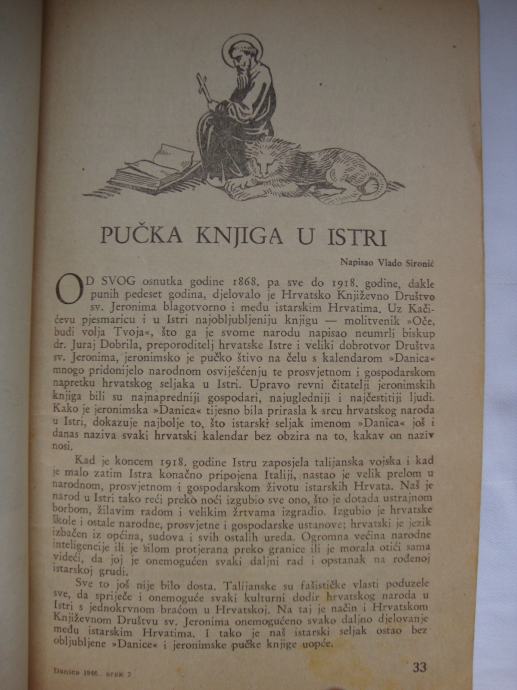 PUČKA KNJIGA U ISTRI
Napisao Vlado Sironić
OD SVOG osnutka godine 1868. pa sve do 1918. godine, dakle
punih pedeset godina, djelovalo je Hrvatsko Književno Društvo
sv. Jeronima blagotvorno i među istarskim Hrvatima. Uz Kači-
ćevu pjesmaricu i u Istri najobljubljeniju knjigu — molitvenik »Oče,
budi volja Tvoja«, što ga je svome narodu napisao neumrli biskup
dr. Juraj Dobrila, preporoditelj hrvatske Istre i veliki dobrotvor Društva
sv. Jeronima, jeronimsko je pučko štivo na čelu s kalendarom »Danica«
mnogo pridonijelo narodnom osviješćenju te prosvjetnom i gospodarskom
napretku hrvatskog seljaka u Istri. Upravo revni čitatelji jeronimskih
knjiga bili su najnapredniji gospodari, najugledniji i najčestitiji ljudi.
Kako je jeronimska »Danica« tijesno bila prirasla k srcu hrvatskog naroda
u Istri, dokazuje najbolje to, što istarski seljak imenom »Danica« još i
danas naziva svaki hrvatski kalendar bez obzira na to, kakav on naziv
nosi.
Kad je koncem 1918. godine Istru zaposjela talijanska vojska i kad
je malo zatim Istra konačno pripojena Italiji, nastao je velik prelom u
narodnom, prosvjetnom i gospodarskom životu istarskih Hrvata. Naš je
narod u Istri tako reći preko noći izgubio sve ono, što je dotada ustrajnom
borbom, žilavim radom i velikim žrtvama izgradio. Izgubio je hrvatske
škole i ostale narodne, prosvjetne i gospodarske ustanove; hrvatski je jezik
izbačen iz općina, sudova i svih ostalih ureda. Ogromna većina narodne
inteligencije ili je silom protjerana preko granice ili je morala otići sama
videći, da joj je onemogućen svaki daljni rad i opstanak na rođenoj
istarskoj grudi.
Sve to još nije bilo dosta. Talijanske su fašističke vlasti poduzele
sve, da spriječe i onemoguće svaki kulturni dodir hrvatskog naroda u
Istri s jednokrvnom braćom u Hrvatskoj. Na taj je način i Hrvatskom
Književnom Društvu sv. Jeronima onemogućeno svako daljno djelovanje
među istarskim Hrvatima. I tako je naš istarski seljak ostao bez
obljubljene »Danice« i jeronimske pučke knjige uopće.
Danica 1946.
33